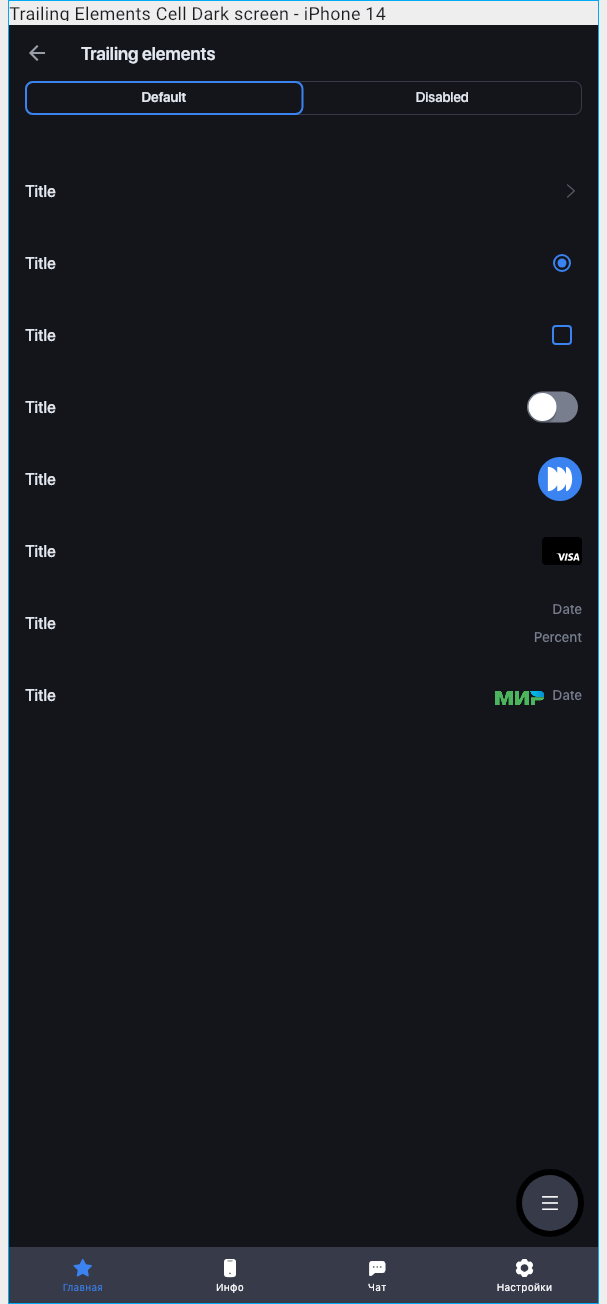 Trailing Elements Cell Dark screen - iPhone 14
Trailing elements
Default Disabled
Title
Title
Title
Title
Title
Title VISA
Date
Title
Percent
Title МИР Date
Главная Инфо Чат Настройки